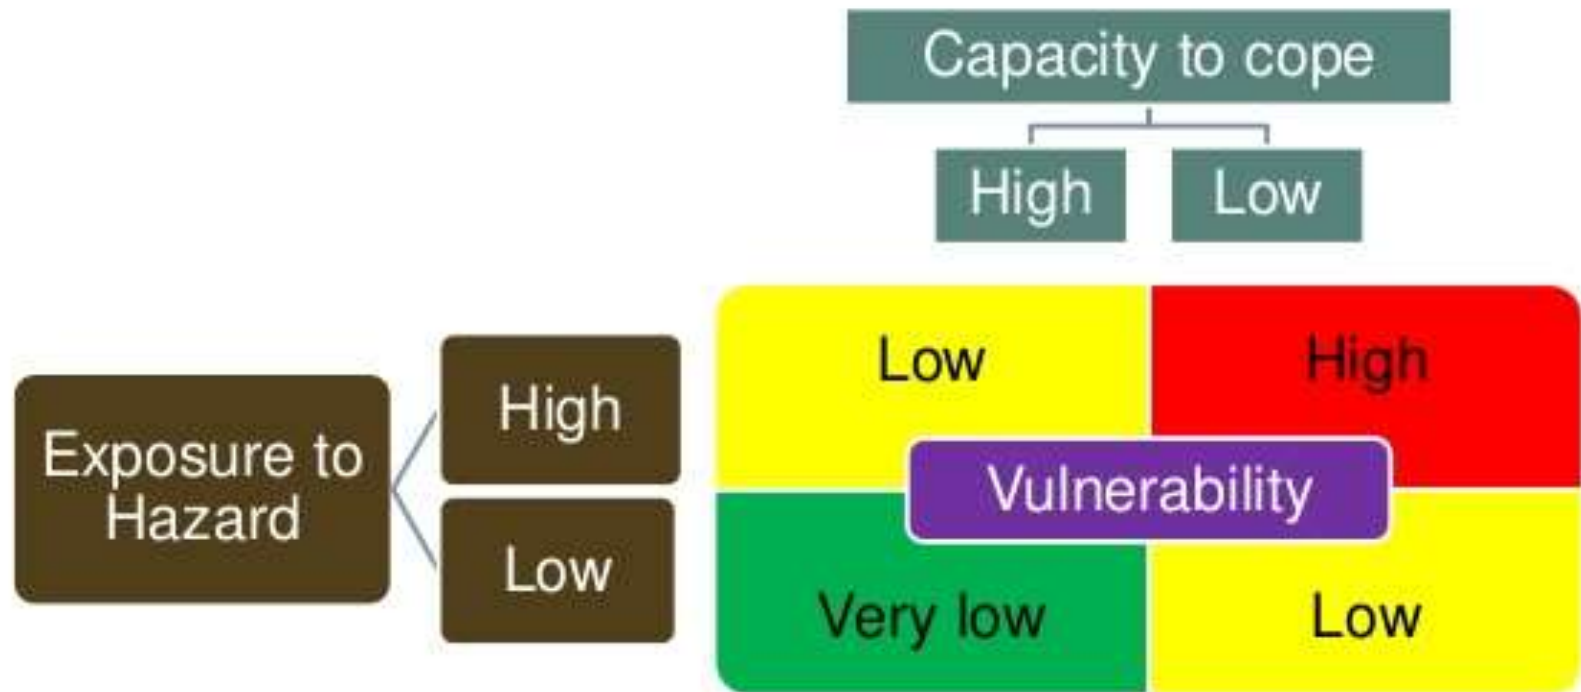 Capacity to cope
High
Low
Low
High
Exposure to
Hazard
High
Low
Vulnerability
Very low
Low